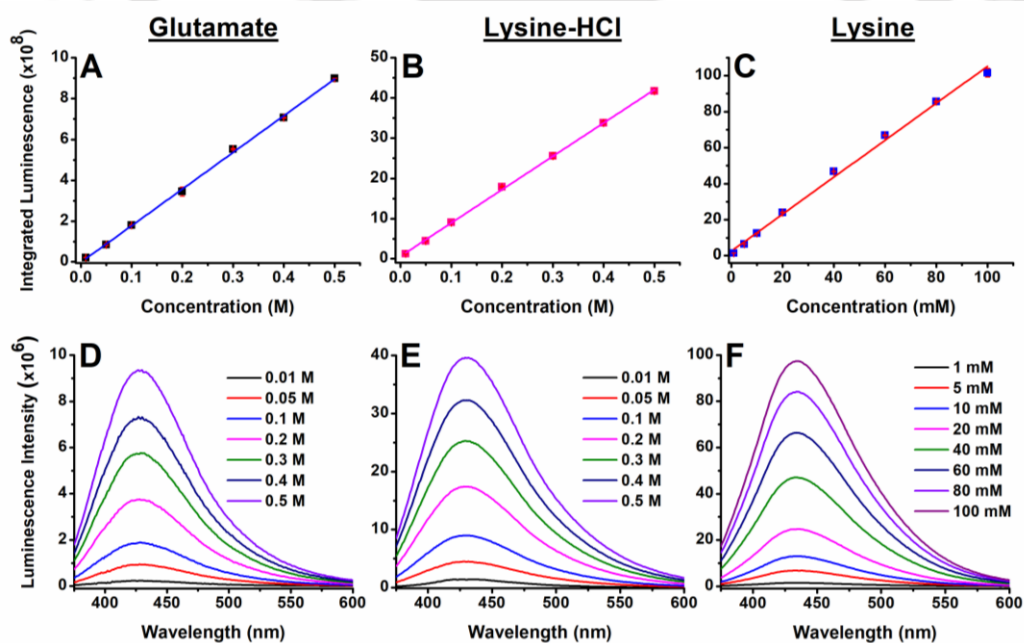 Glutamate
Lysine-HCl
Lysine
A
B
C
Integrated Luminescence (x10⁸)
10
8
6
4
2
0
0.0 0.1 0.2 0.3 0.4 0.5
Concentration (M)
50
40
30
20
10
0
0.0 0.1 0.2 0.3 0.4 0.5
Concentration (M)
100
80
60
40
20
0
0 20 40 60 80 100
Concentration (mM)
D
E
F
Luminescence Intensity (x10⁶)
10
8
6
4
2
0
0.01 M
0.05 M
0.1 M
0.2 M
0.3 M
0.4 M
0.5 M
400 450 500 550 600
Wavelength (nm)
40
30
20
10
0
0.01 M
0.05 M
0.1 M
0.2 M
0.3 M
0.4 M
0.5 M
400 450 500 550 600
Wavelength (nm)
100
80
60
40
20
0
1 mM
5 mM
10 mM
20 mM
40 mM
60 mM
80 mM
100 mM
400 450 500 550 600
Wavelength (nm)